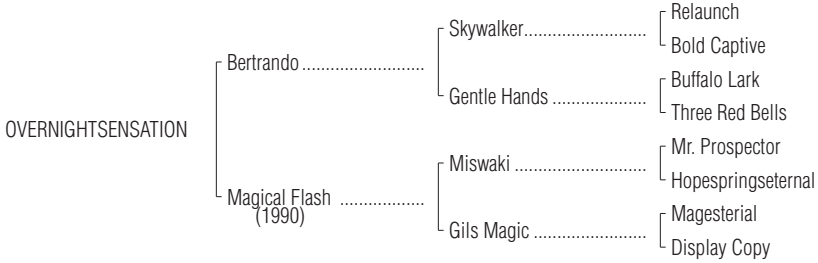 Relaunch
Skywalker..........................
Bold Captive
Bertrando ..........................
Buffalo Lark
Gentle Hands ....................
Three Red Bells
OVERNIGHTSENSATION
Mr. Prospector
Miswaki ............................
Hopespringseternal
Magical Flash ..................
(1990)
Magesterial
Gils Magic ........................
Display Copy